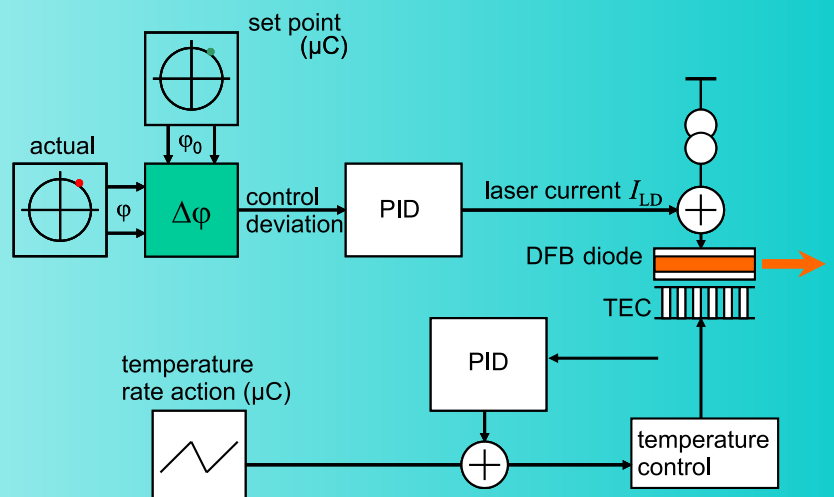 set point
(µC)
actual
φ₀
φ
Δφ
control
deviation
PID
laser current I_LD
DFB diode
TEC
PID
temperature
rate action (µC)
temperature
control